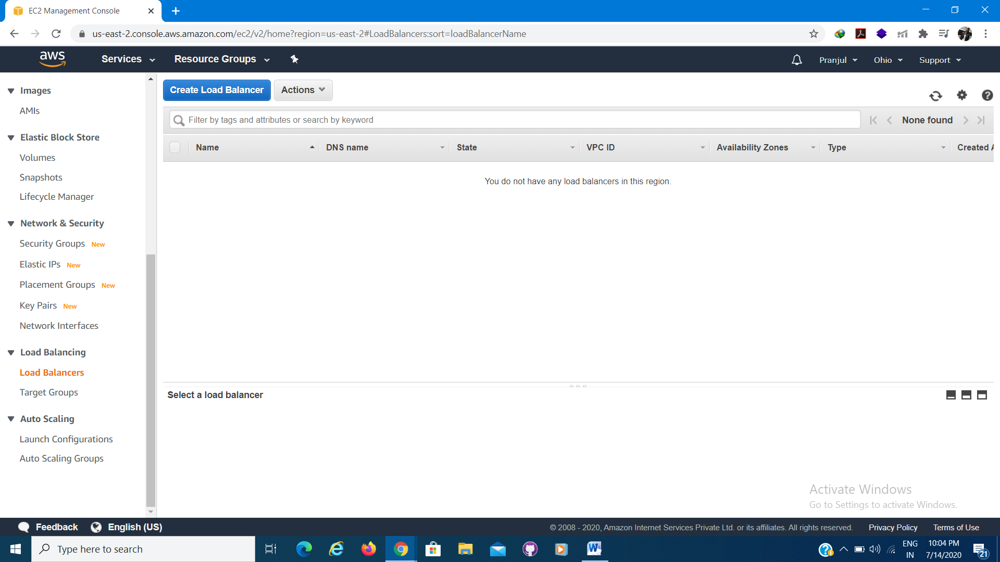 EC2 Management Console
us-east-2.console.aws.amazon.com/ec2/v2/home?region=us-east-2#LoadBalancers:sort=loadBalancerName
aws Services Resource Groups Pranjul Ohio Support
Images
AMIs
Elastic Block Store
Volumes
Snapshots
Lifecycle Manager
Network & Security
Security Groups New
Elastic IPs New
Placement Groups New
Key Pairs New
Network Interfaces
Load Balancing
Load Balancers
Target Groups
Auto Scaling
Launch Configurations
Auto Scaling Groups
Create Load Balancer Actions
Filter by tags and attributes or search by keyword None found
Name DNS name State VPC ID Availability Zones Type Created A
You do not have any load balancers in this region.
Select a load balancer
Activate Windows
Go to Settings to activate Windows.
Feedback English (US) © 2008 - 2020, Amazon Internet Services Private Ltd. or its affiliates. All rights reserved. Privacy Policy Terms of Use
Type here to search
ENG
IN
10:04 PM
7/14/2020
21